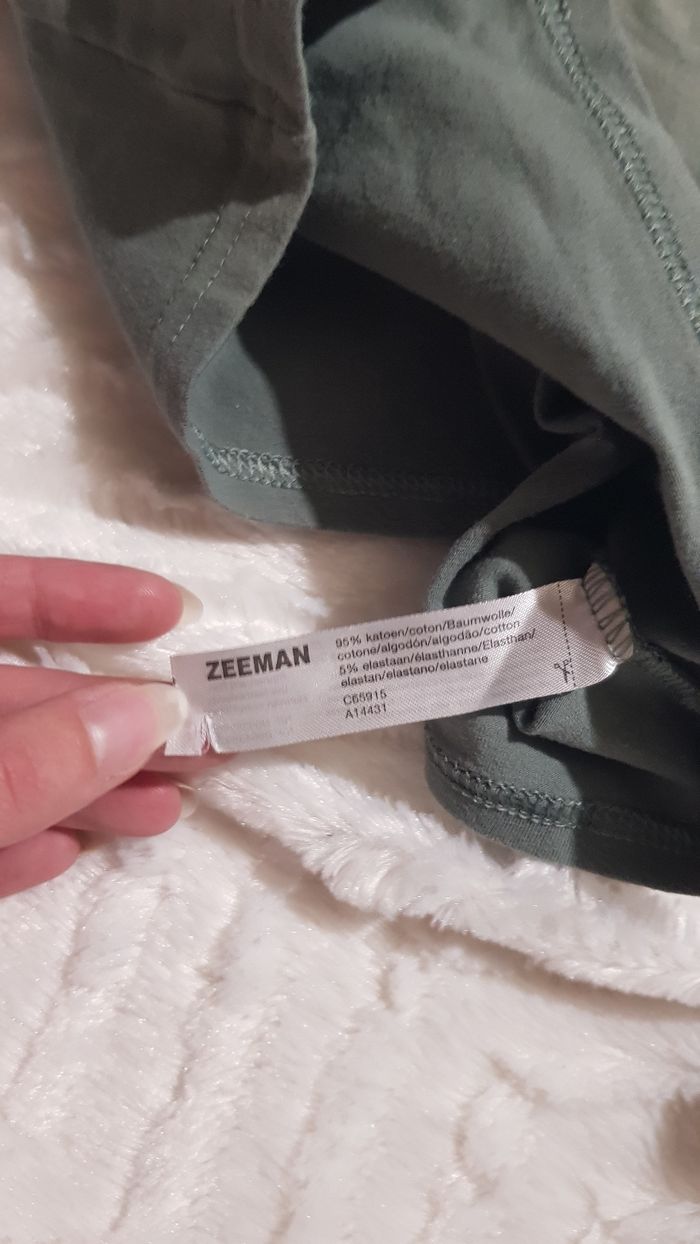 ZEEMAN
95% katoen/coton/Baumwolle/
cotone/algodón/algodão/cotton
5% elastaan/élasthanne/Elasthan/
elastan/elastano/elastane
C65915
A14431